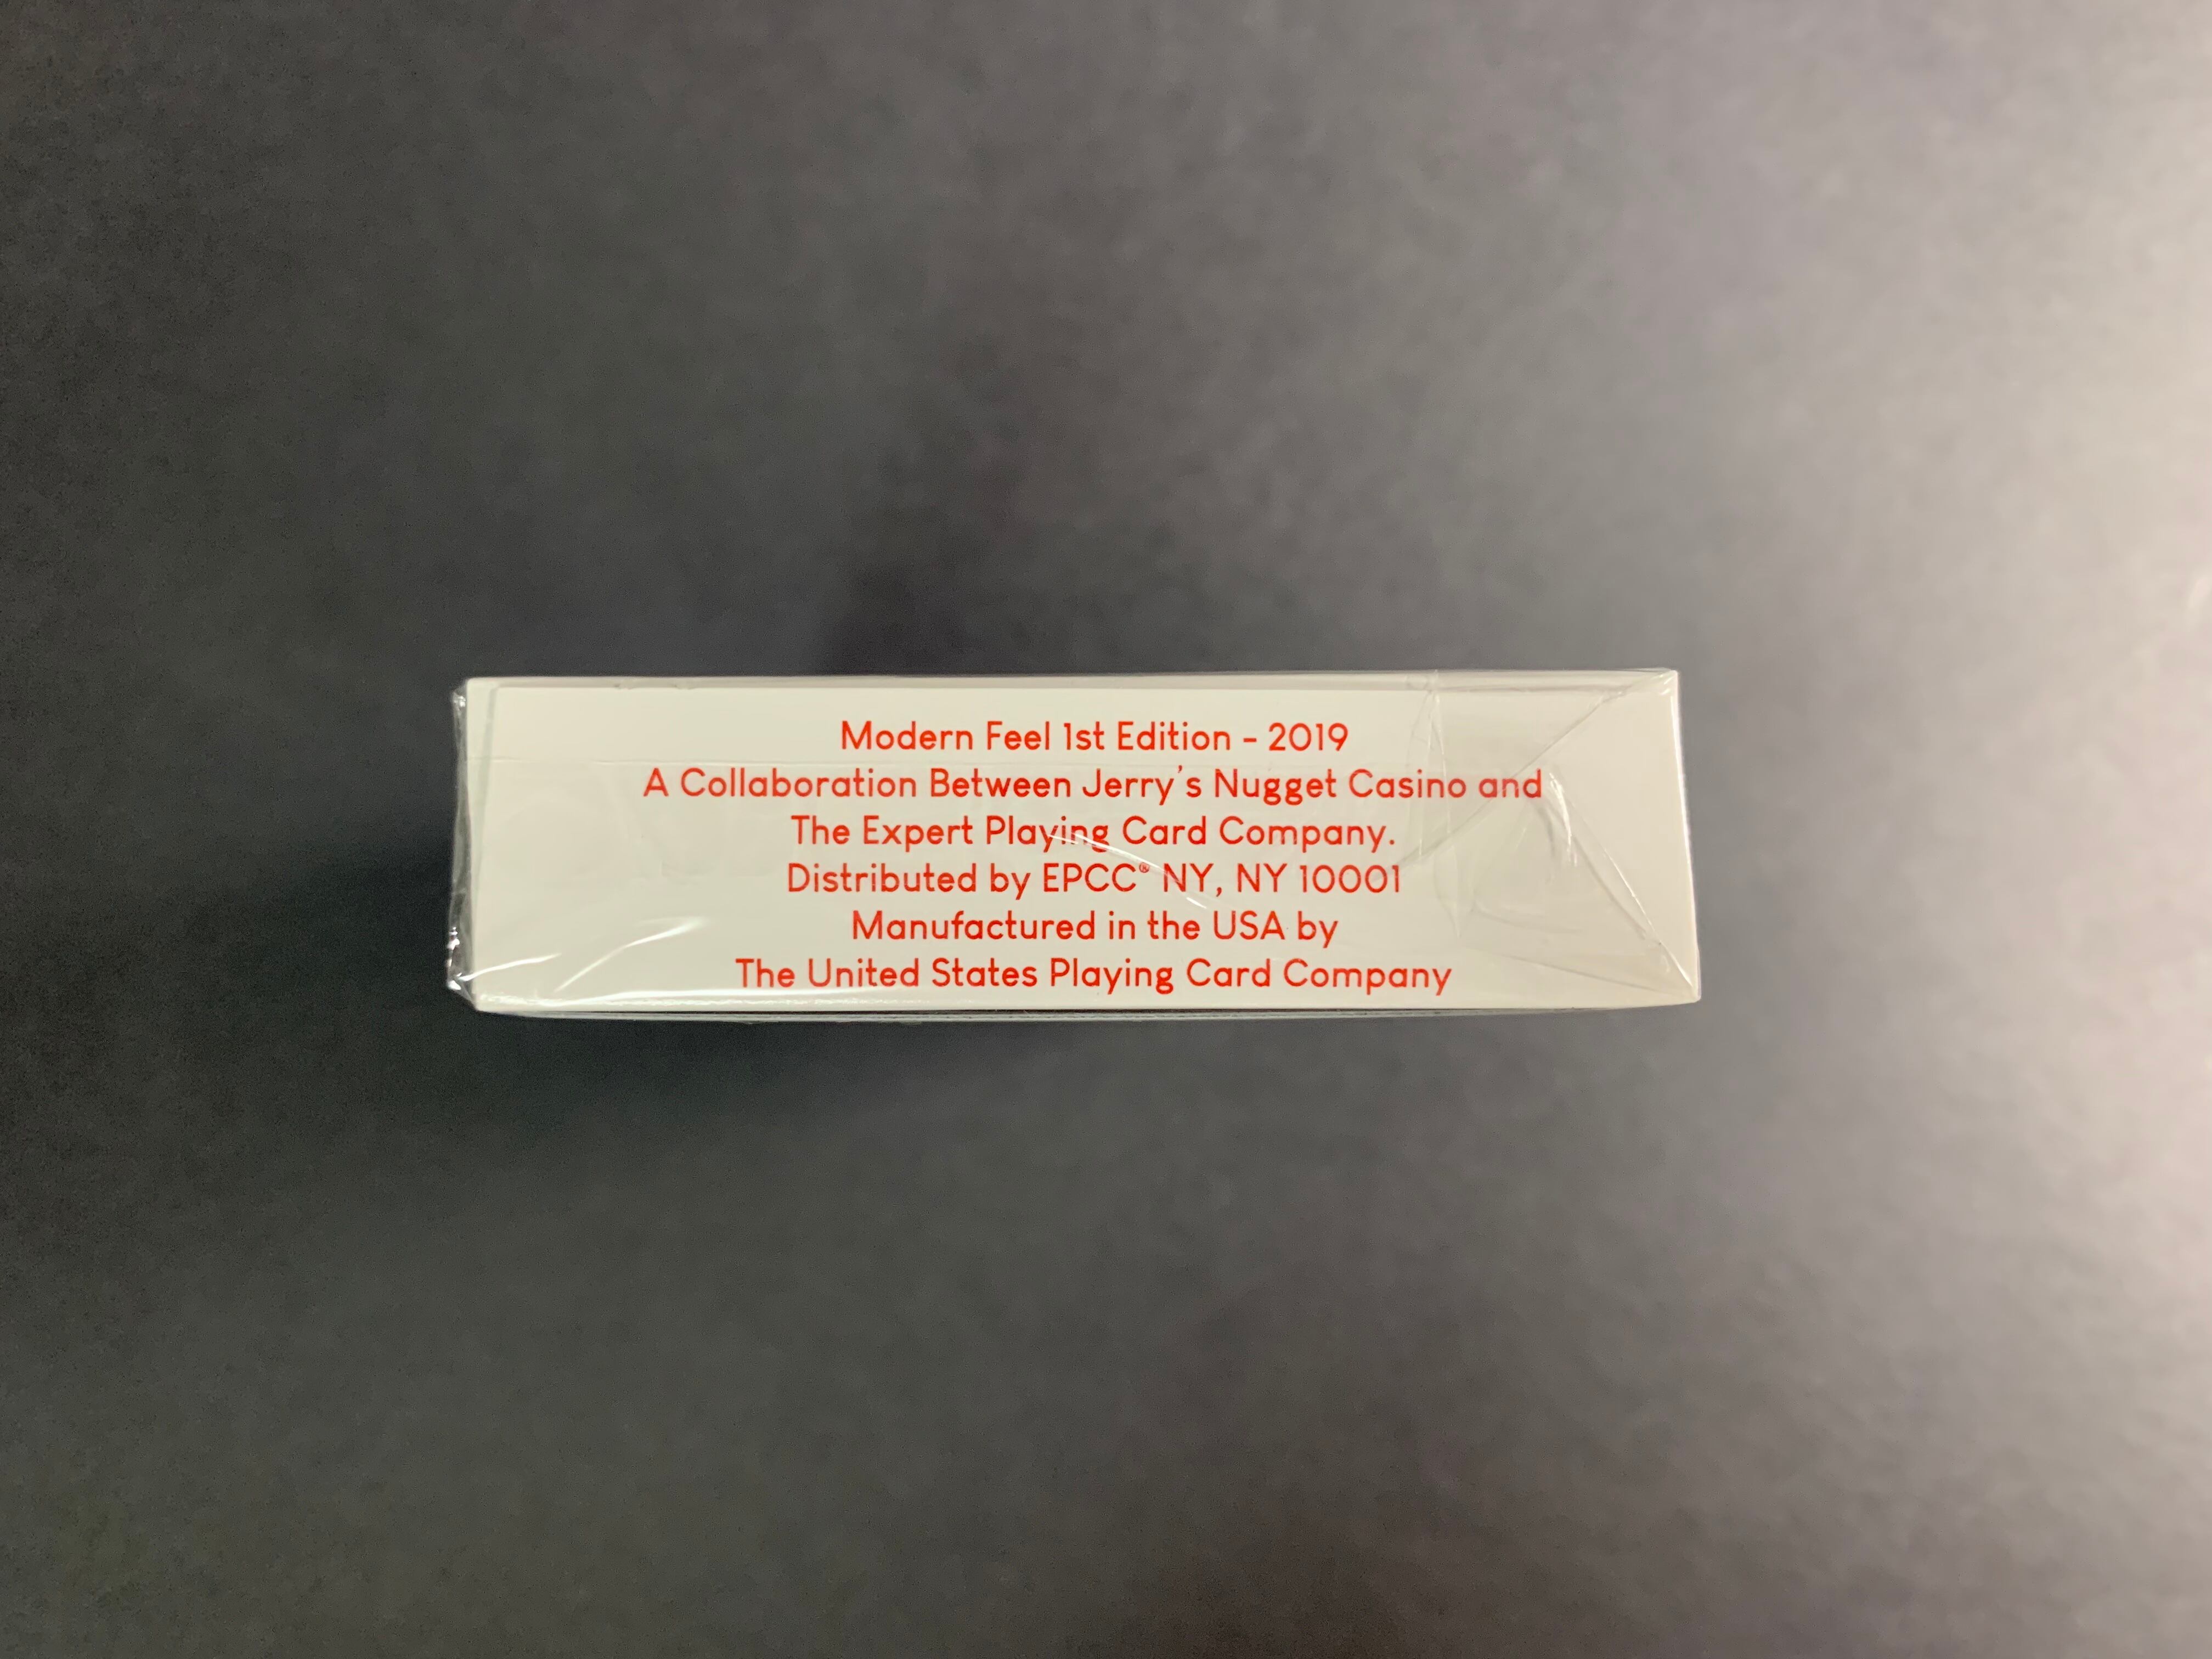 Modern Feel 1st Edition - 2019
A Collaboration Between Jerry's Nugget Casino and
The Expert Playing Card Company.
Distributed by EPCC® NY, NY 10001
Manufactured in the USA by
The United States Playing Card Company